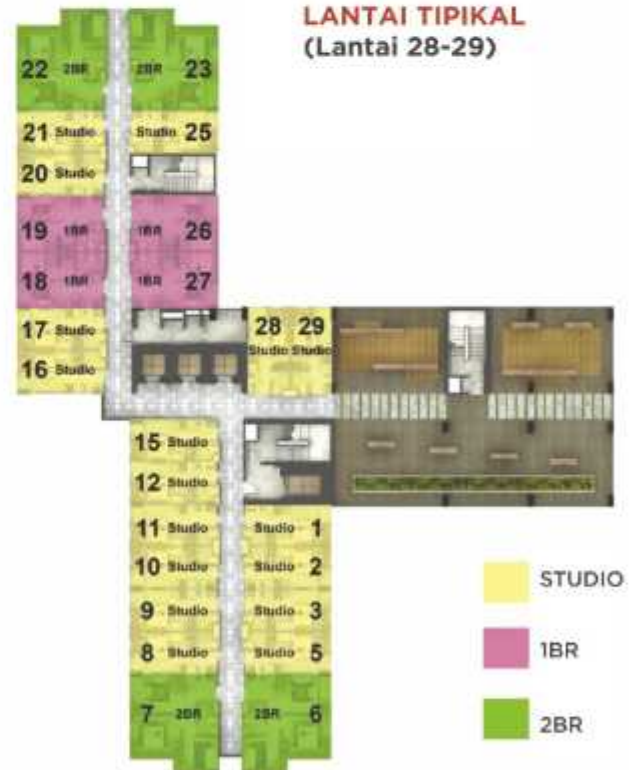 LANTAI TIPIKAL
(Lantai 28-29)
22 2BR
2BR 23
21 Studio
Studio 25
20 Studio
19 1BR
1BR 26
18 1BR
1BR 27
17 Studio
28 29
Studio Studio
16 Studio
15 Studio
12 Studio
11 Studio
Studio 1
10 Studio
Studio 2
9 Studio
Studio 3
8 Studio
Studio 5
7 2BR
2BR 6
STUDIO
1BR
2BR